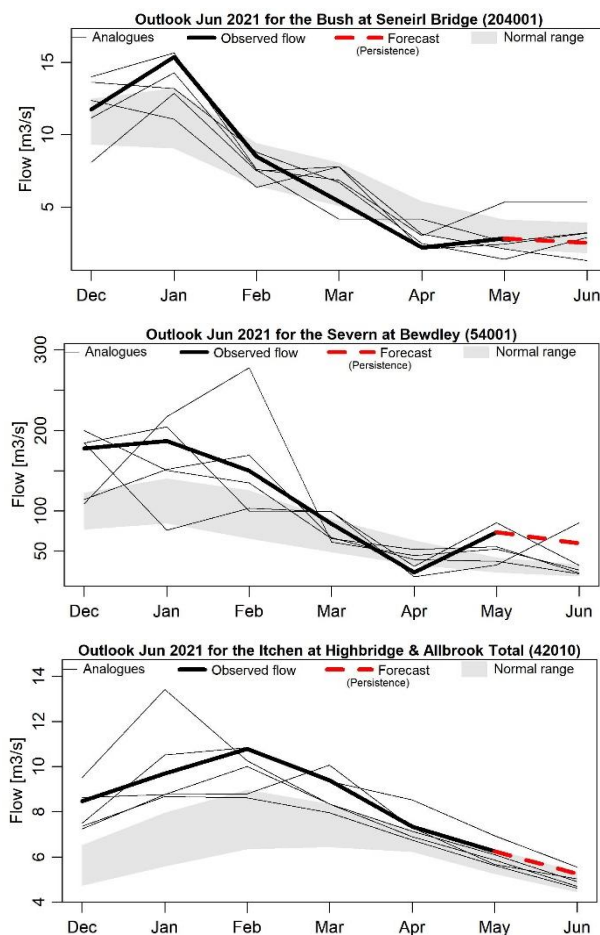 Outlook Jun 2021 for the Bush at Seneirl Bridge (204001)
Analogues Observed flow Forecast Normal range
(Persistence)
Flow [m3/s]
15
10
5
Dec Jan Feb Mar Apr May Jun
Outlook Jun 2021 for the Severn at Bewdley (54001)
Analogues Observed flow Forecast Normal range
(Persistence)
Flow [m3/s]
300
200
100
50
Dec Jan Feb Mar Apr May Jun
Outlook Jun 2021 for the Itchen at Highbridge & Allbrook Total (42010)
Analogues Observed flow Forecast Normal range
(Persistence)
Flow [m3/s]
14
12
10
8
6
4
Dec Jan Feb Mar Apr May Jun